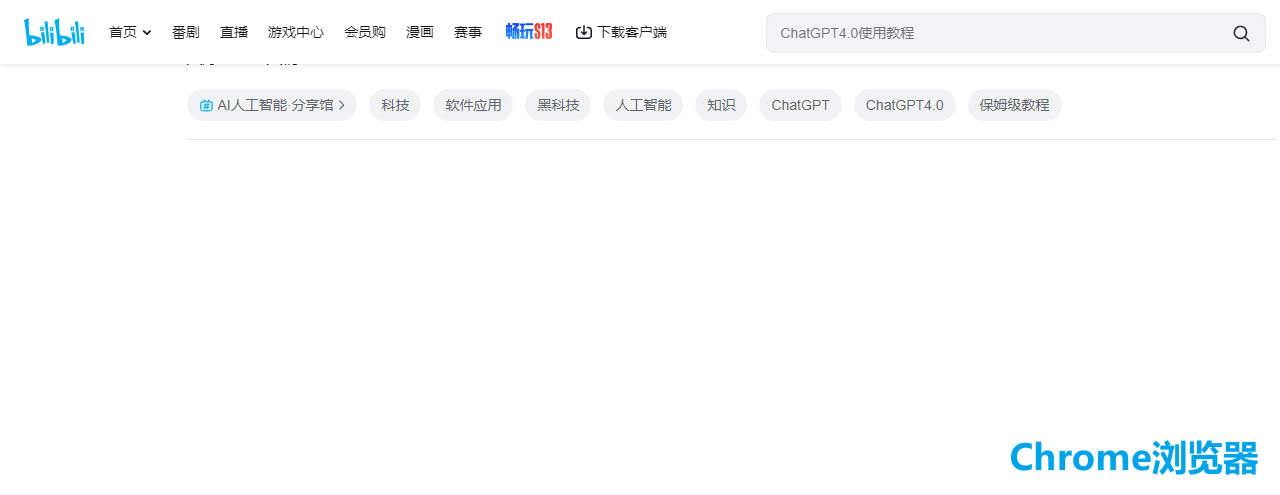 bilibili 首页 番剧 直播 游戏中心 会员购 漫画 赛事 畅玩S13 下载客户端 ChatGPT4.0使用教程
AI人工智能·分享馆 科技 软件应用 黑科技 人工智能 知识 ChatGPT ChatGPT4.0 保姆级教程
Chrome浏览器